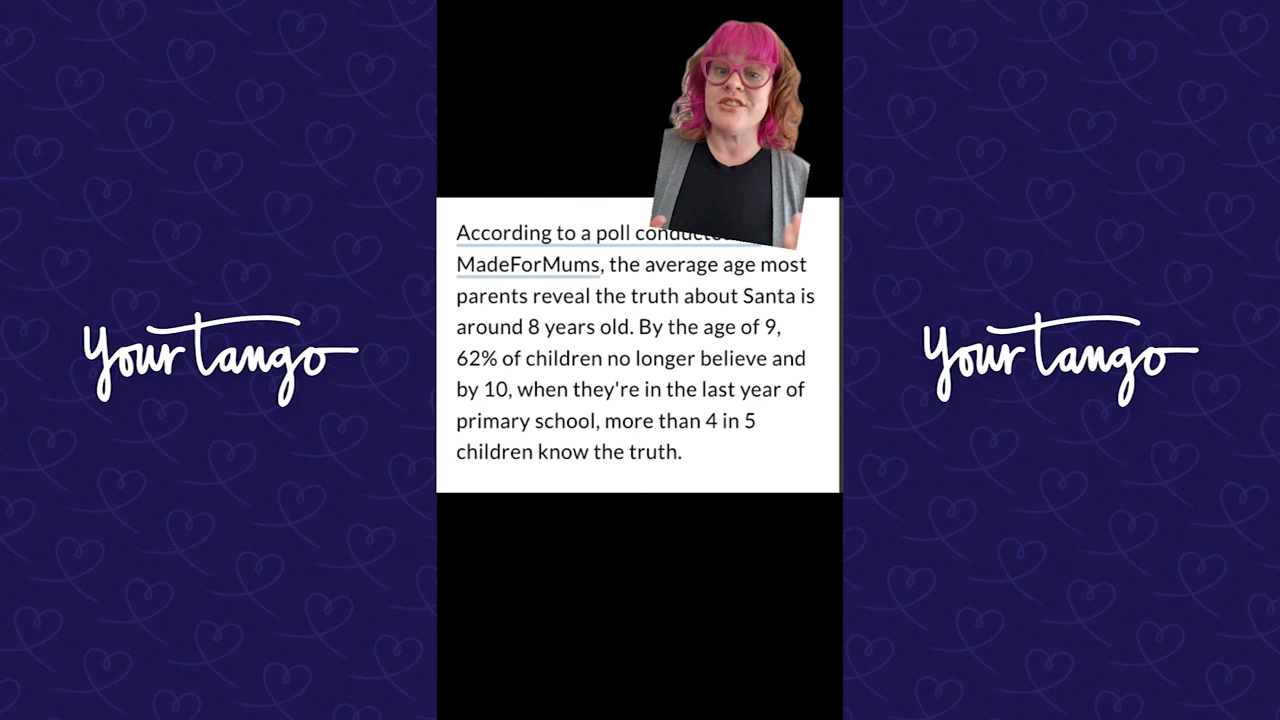 According to a poll conducted
MadeForMums, the average age most
parents reveal the truth about Santa is
around 8 years old. By the age of 9,
62% of children no longer believe and
by 10, when they're in the last year of
primary school, more than 4 in 5
children know the truth.
Your Tango
Your Tango